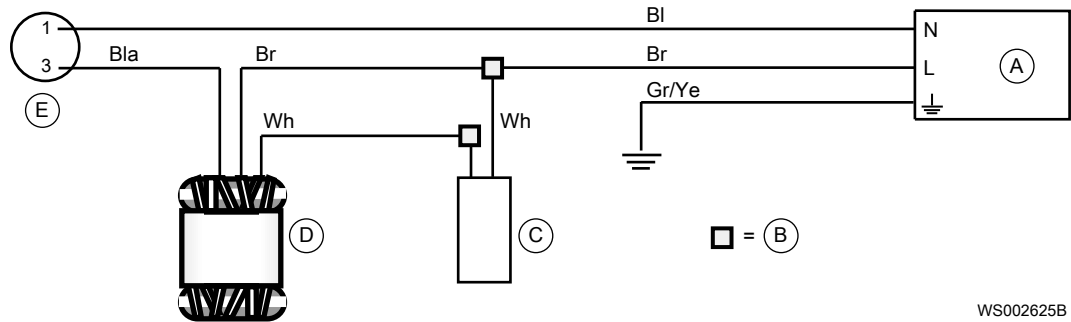 1 Bl N
3 Bla Br Br L A
E Gr/Ye
Wh Wh
D C = B
WS002625B